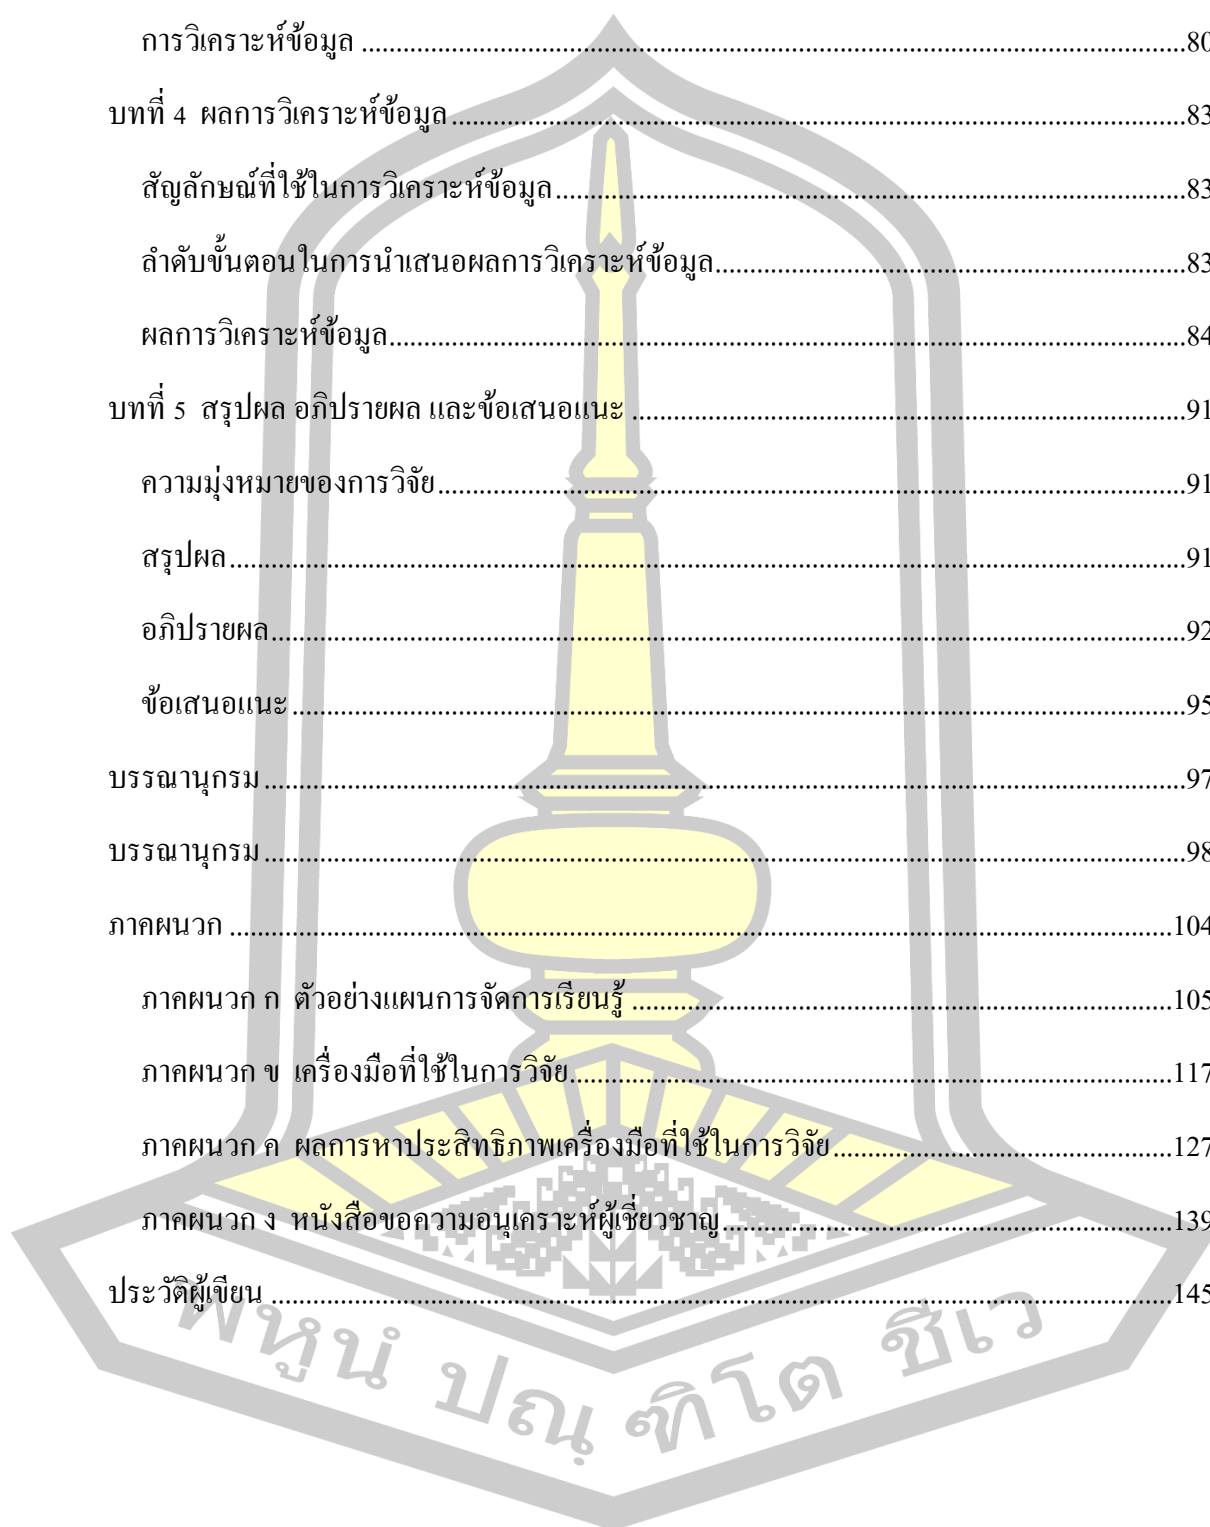 การวิเคราะห์ข้อมูล ........................................................ 80
บทที่ 4 ผลการวิเคราะห์ข้อมูล ........................................................ 83
สัญลักษณ์ที่ใช้ในการวิเคราะห์ข้อมูล ........................................................ 83
ลำดับขั้นตอนในการนำเสนอผลการวิเคราะห์ข้อมูล ........................................................ 83
ผลการวิเคราะห์ข้อมูล ........................................................ 84
บทที่ 5 สรุปผล อภิปรายผล และข้อเสนอแนะ ........................................................ 91
ความมุ่งหมายของการวิจัย ........................................................ 91
สรุปผล ........................................................ 91
อภิปรายผล ........................................................ 92
ข้อเสนอแนะ ........................................................ 95
บรรณานุกรม ........................................................ 97
บรรณานุกรม ........................................................ 98
ภาคผนวก ........................................................ 104
ภาคผนวก ก ตัวอย่างแผนการจัดการเรียนรู้ ........................................................ 105
ภาคผนวก ข เครื่องมือที่ใช้ในการวิจัย ........................................................ 117
ภาคผนวก ค ผลการหาประสิทธิภาพเครื่องมือที่ใช้ในการวิจัย ........................................................ 127
ภาคผนวก ง หนังสือขอความอนุเคราะห์ผู้เชี่ยวชาญ ........................................................ 139
ประวัติผู้เขียน ........................................................ 145
พหูนํ ปณฺฑิโต ชีเว